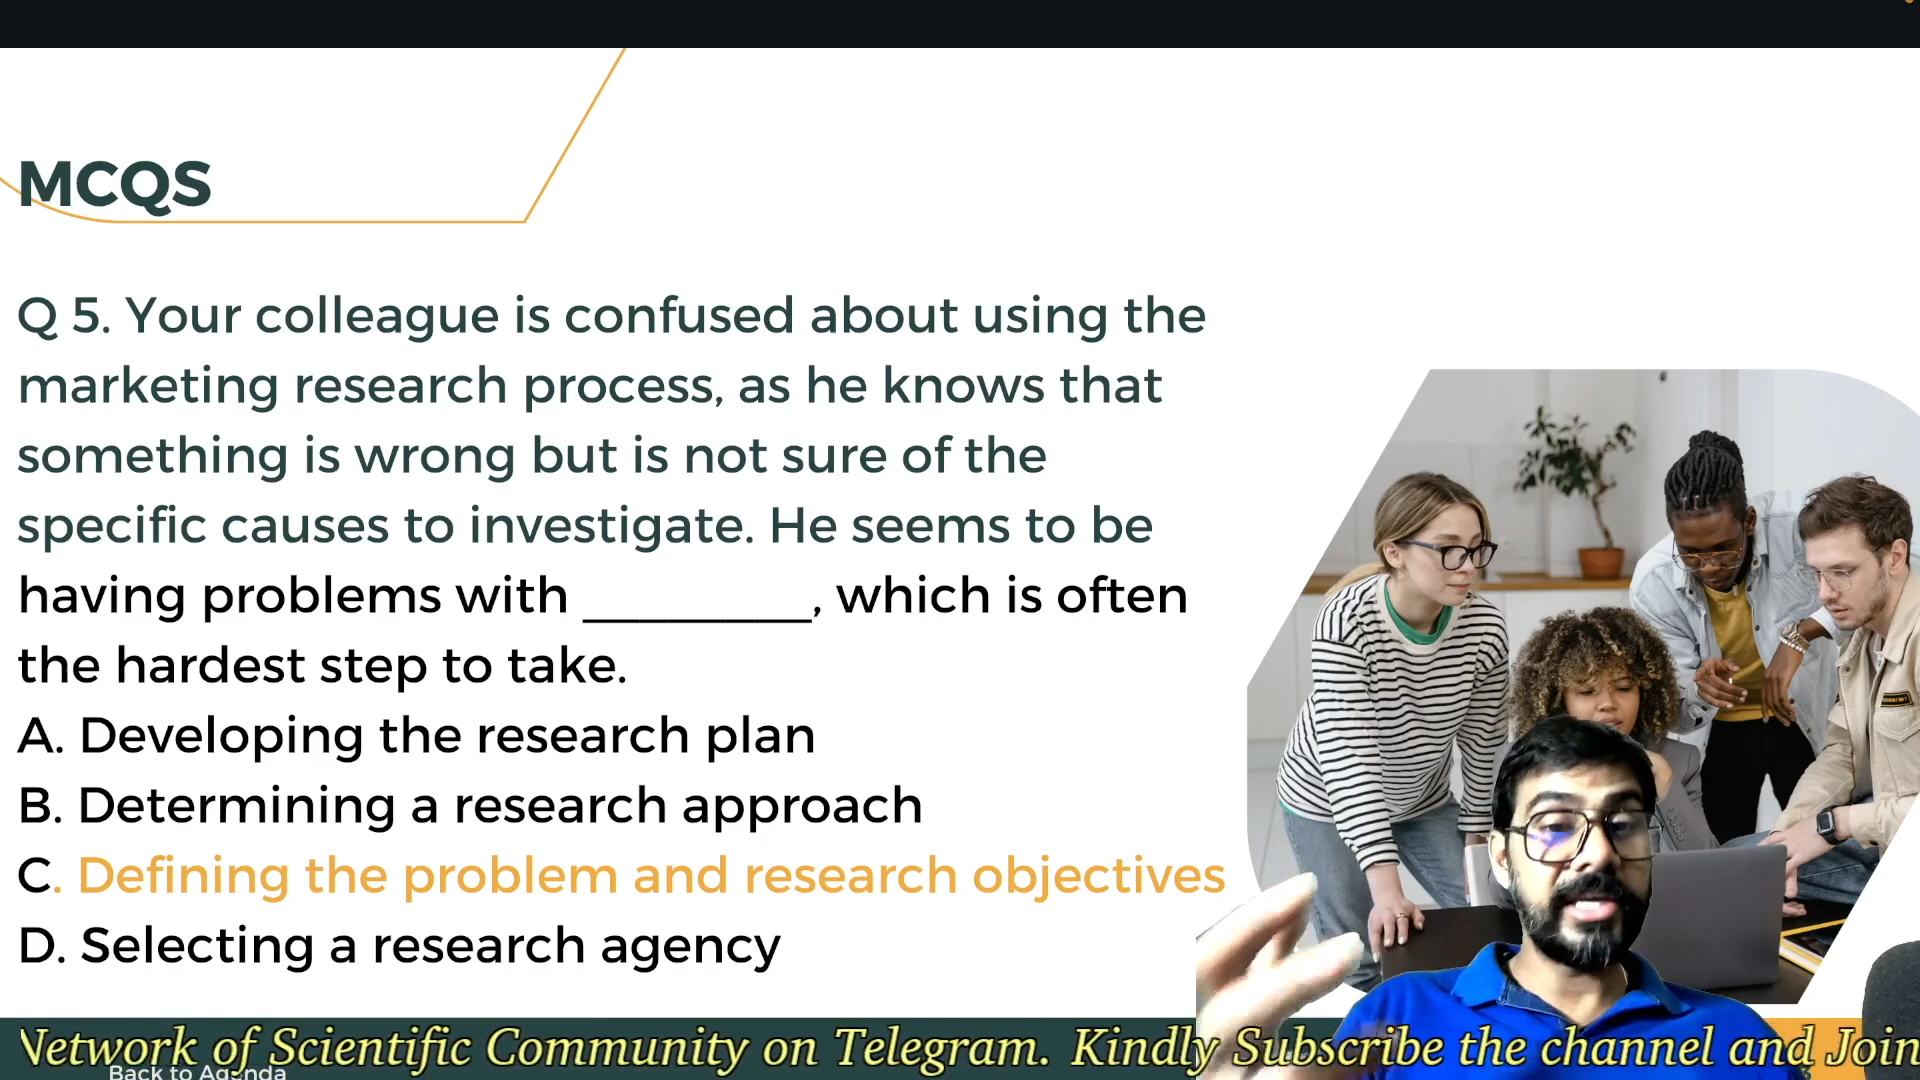 MCQS
Q 5. Your colleague is confused about using the
marketing research process, as he knows that
something is wrong but is not sure of the
specific causes to investigate. He seems to be
having problems with _________, which is often
the hardest step to take.
A. Developing the research plan
B. Determining a research approach
C. Defining the problem and research objectives
D. Selecting a research agency
Network of Scientific Community on Telegram. Kindly Subscribe the channel and Join
Back to Agenda